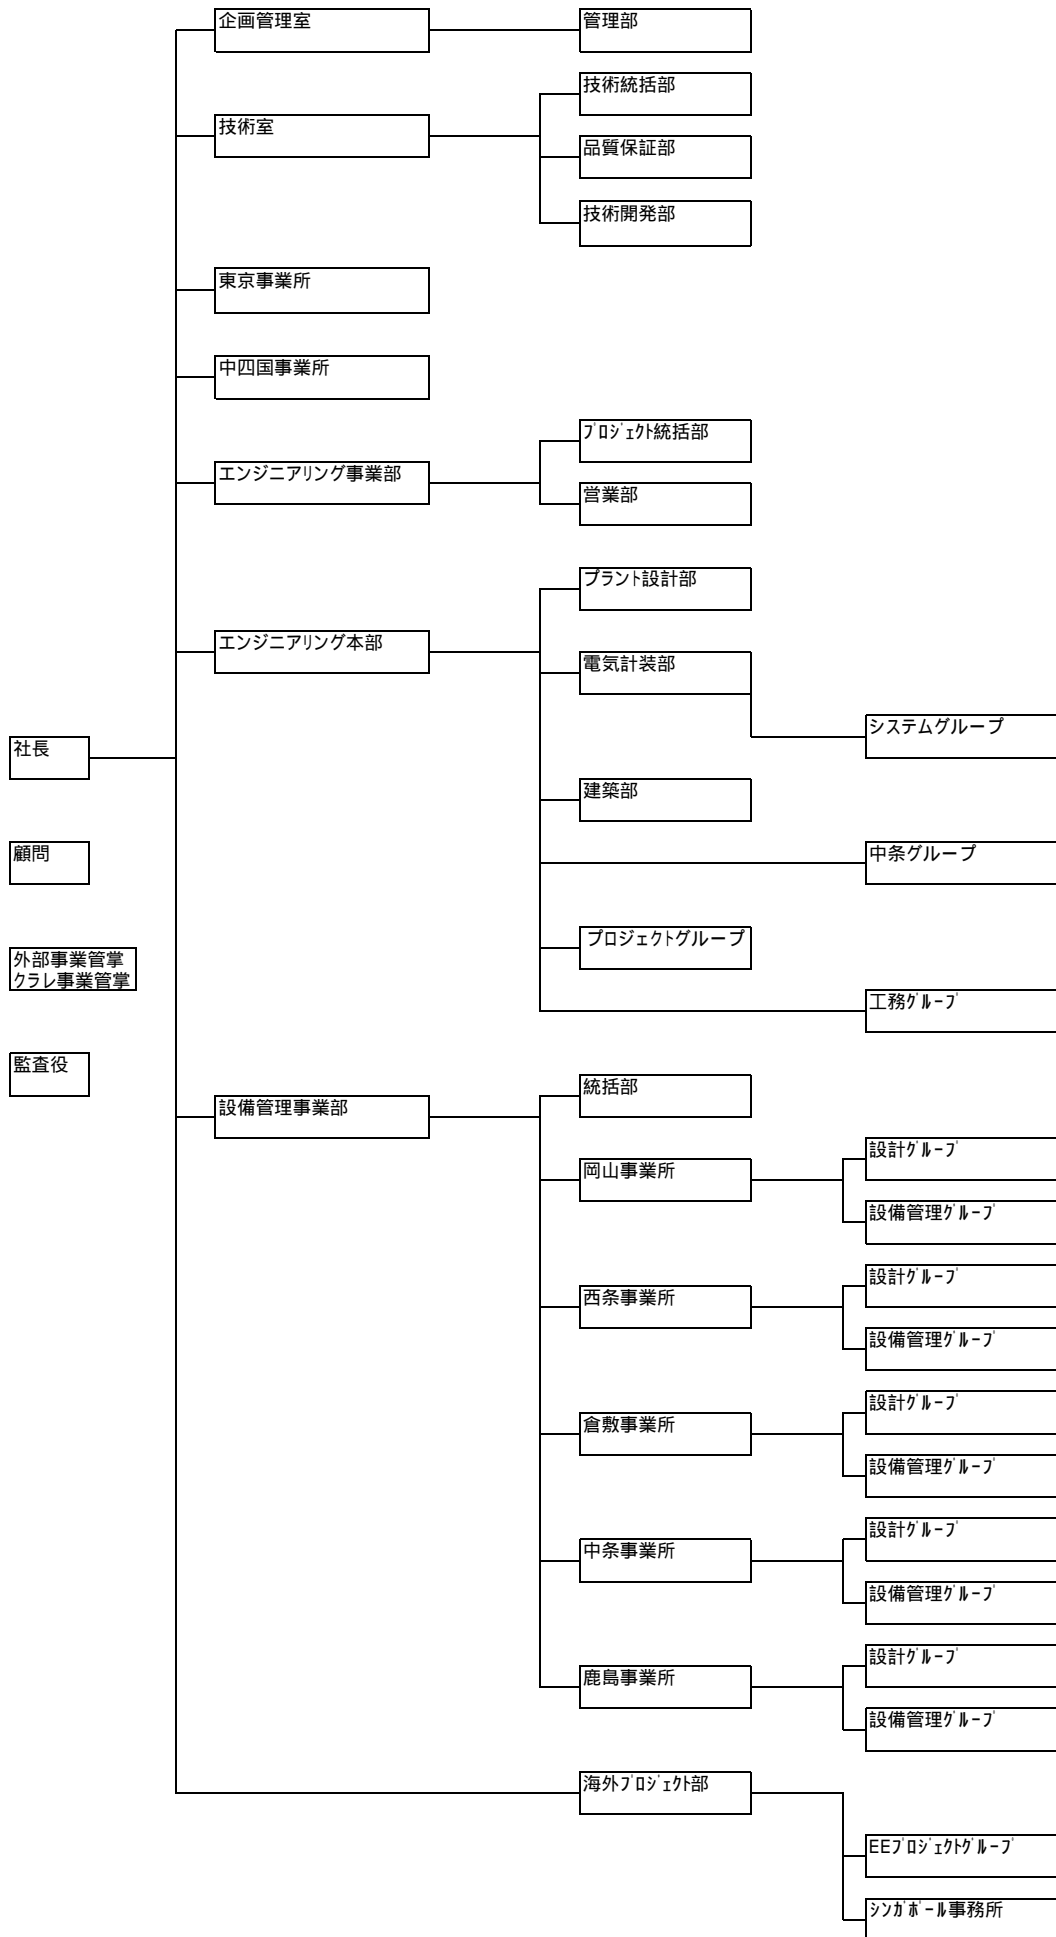 企画管理室
管理部
技術統括部
技術室
品質保証部
技術開発部
東京事業所
中四国事業所
プロジェクト統括部
エンジニアリング事業部
営業部
プラント設計部
エンジニアリング本部
電気計装部
システムグループ
社長
建築部
顧問
中条グループ
プロジェクトグループ
外部事業管掌
クラレ事業管掌
工務グループ
監査役
統括部
設備管理事業部
設計グループ
岡山事業所
設備管理グループ
設計グループ
西条事業所
設備管理グループ
設計グループ
倉敷事業所
設備管理グループ
設計グループ
中条事業所
設備管理グループ
設計グループ
鹿島事業所
設備管理グループ
海外プロジェクト部
EEプロジェクトグループ
シンガポール事務所